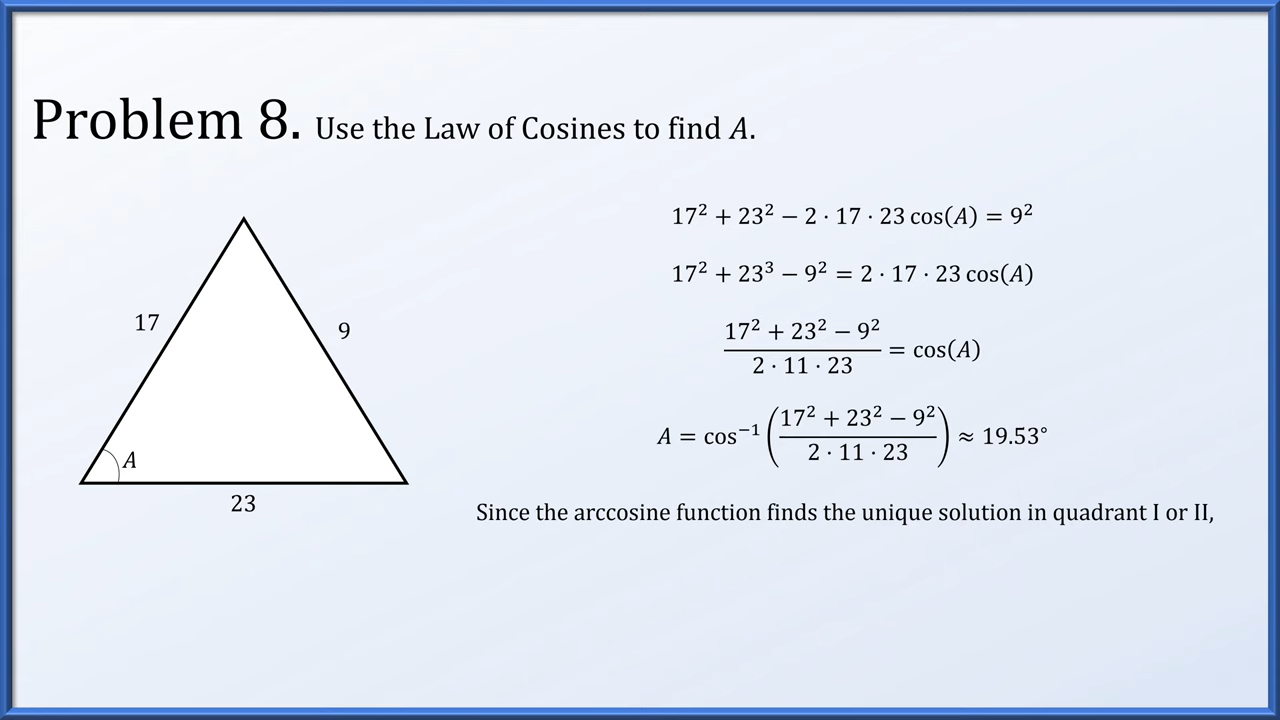 Problem 8. Use the Law of Cosines to find A.
17² + 23² − 2 · 17 · 23 cos(A) = 9²
17² + 23³ − 9² = 2 · 17 · 23 cos(A)
(17² + 23² − 9²) / (2 · 11 · 23) = cos(A)
A = cos⁻¹((17² + 23² − 9²) / (2 · 11 · 23)) ≈ 19.53°
Since the arccosine function finds the unique solution in quadrant I or II,
17
9
A
23